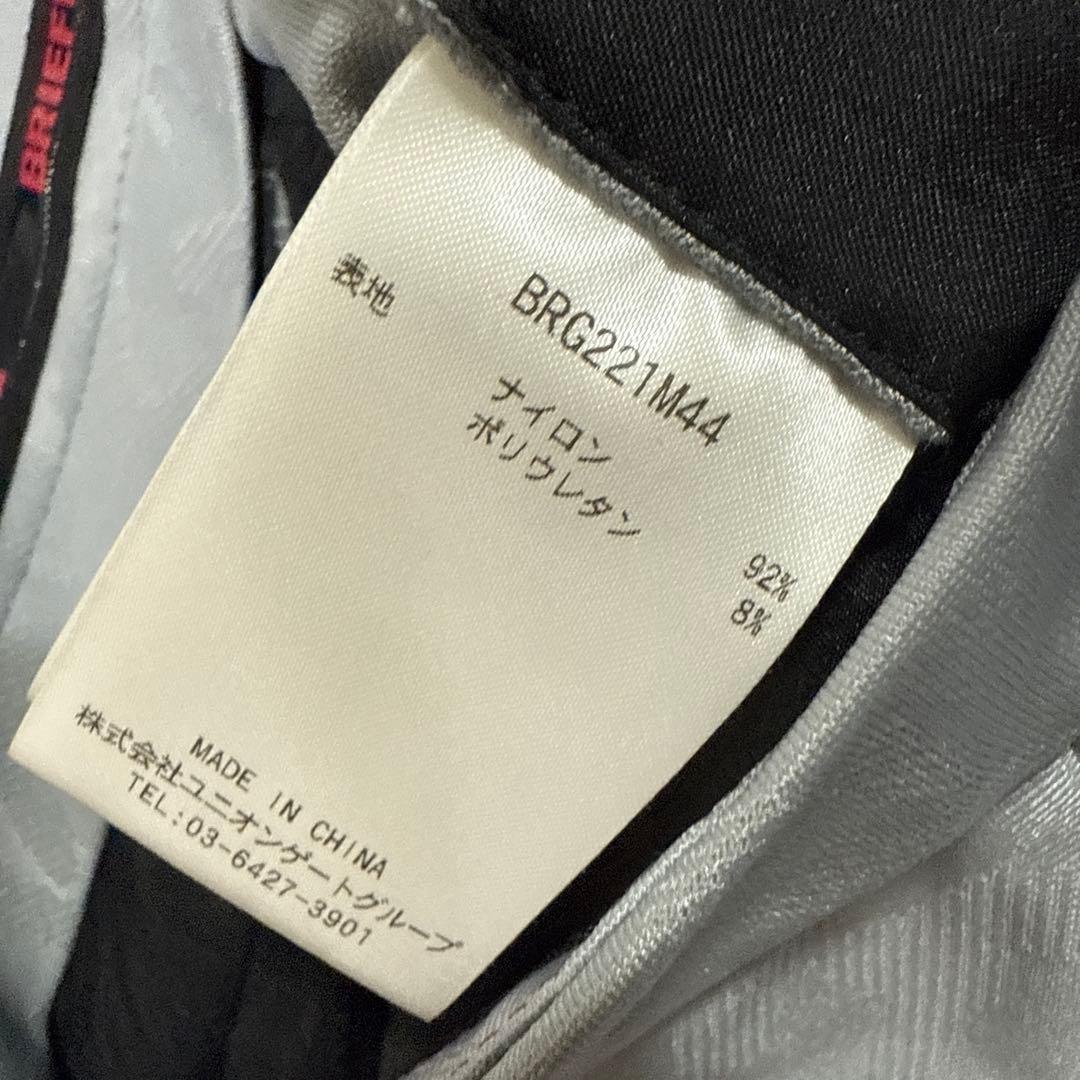 BRIEF
BRG221M44
表地
ナイロン 92%
ポリウレタン 8%
MADE IN CHINA
株式会社ユニオンゲートグループ
TEL:03-6427-3901